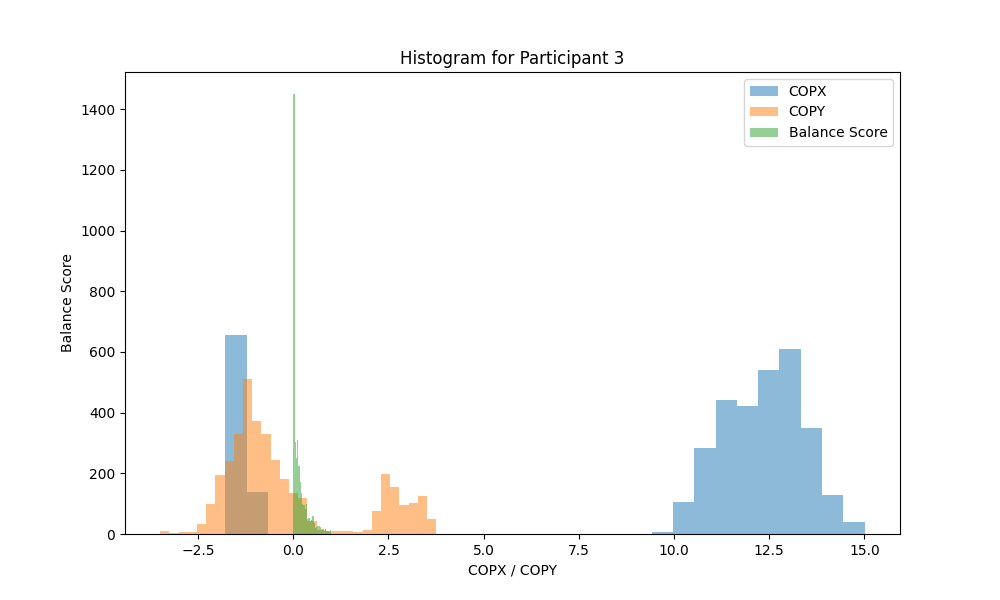 Histogram for Participant 3
COPX
COPY
Balance Score
Balance Score
1400
1200
1000
800
600
400
200
0
−2.5
0.0
2.5
5.0
7.5
10.0
12.5
15.0
COPX / COPY